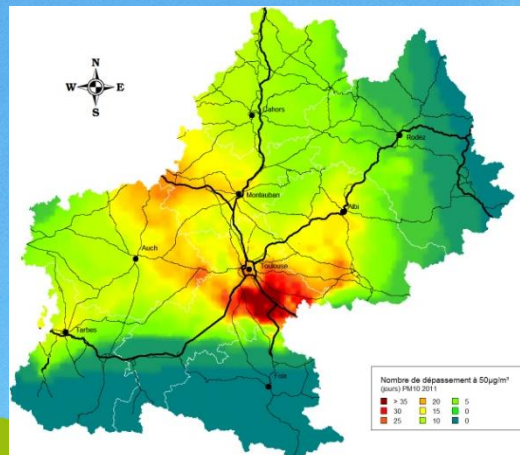 N
W E
S
Cahors
Rodez
Montauban
Albi
Auch
Toulouse
Tarbes
Foix
Nombre de dépassement à 50µg/m³
(jours) PM10 2011
> 35 20 5
30 15 0
25 10 0